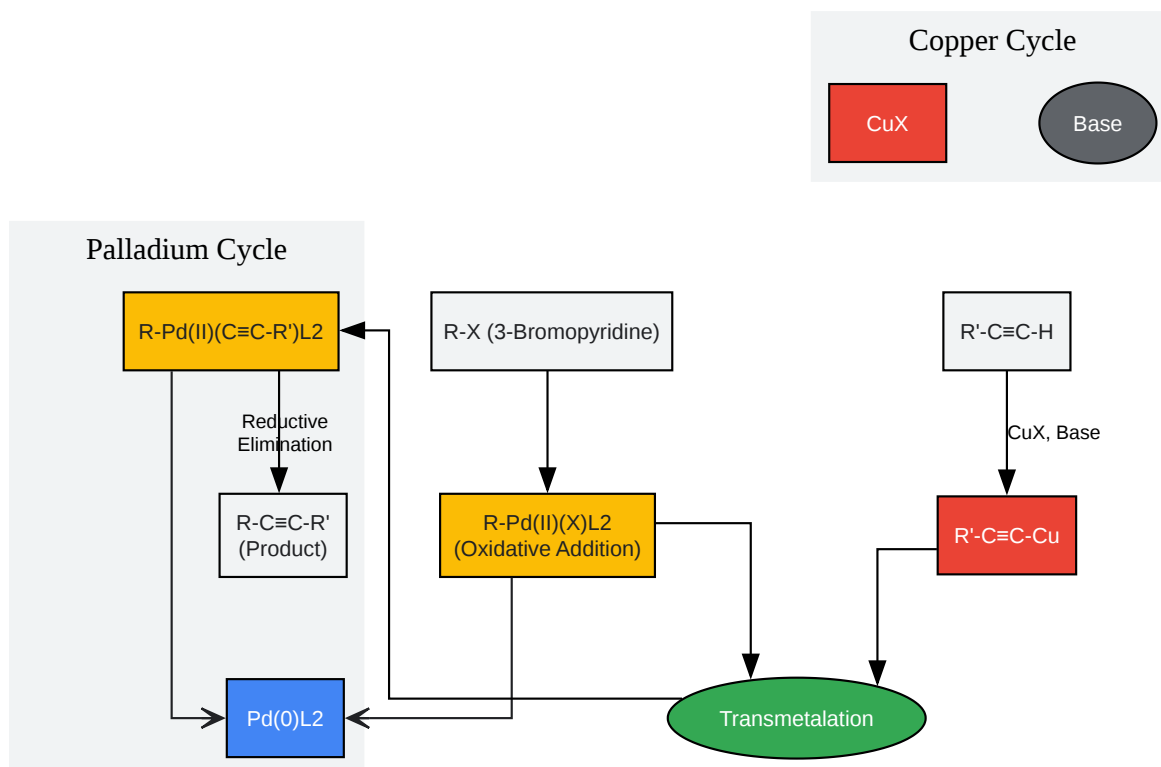 Copper Cycle
CuX
Base
Palladium Cycle
R-Pd(II)(C≡C-R')L2
R-X (3-Bromopyridine)
R'-C≡C-H
Reductive
Elimination
CuX, Base
R-C≡C-R'
(Product)
R-Pd(II)(X)L2
(Oxidative Addition)
R'-C≡C-Cu
Pd(0)L2
Transmetalation